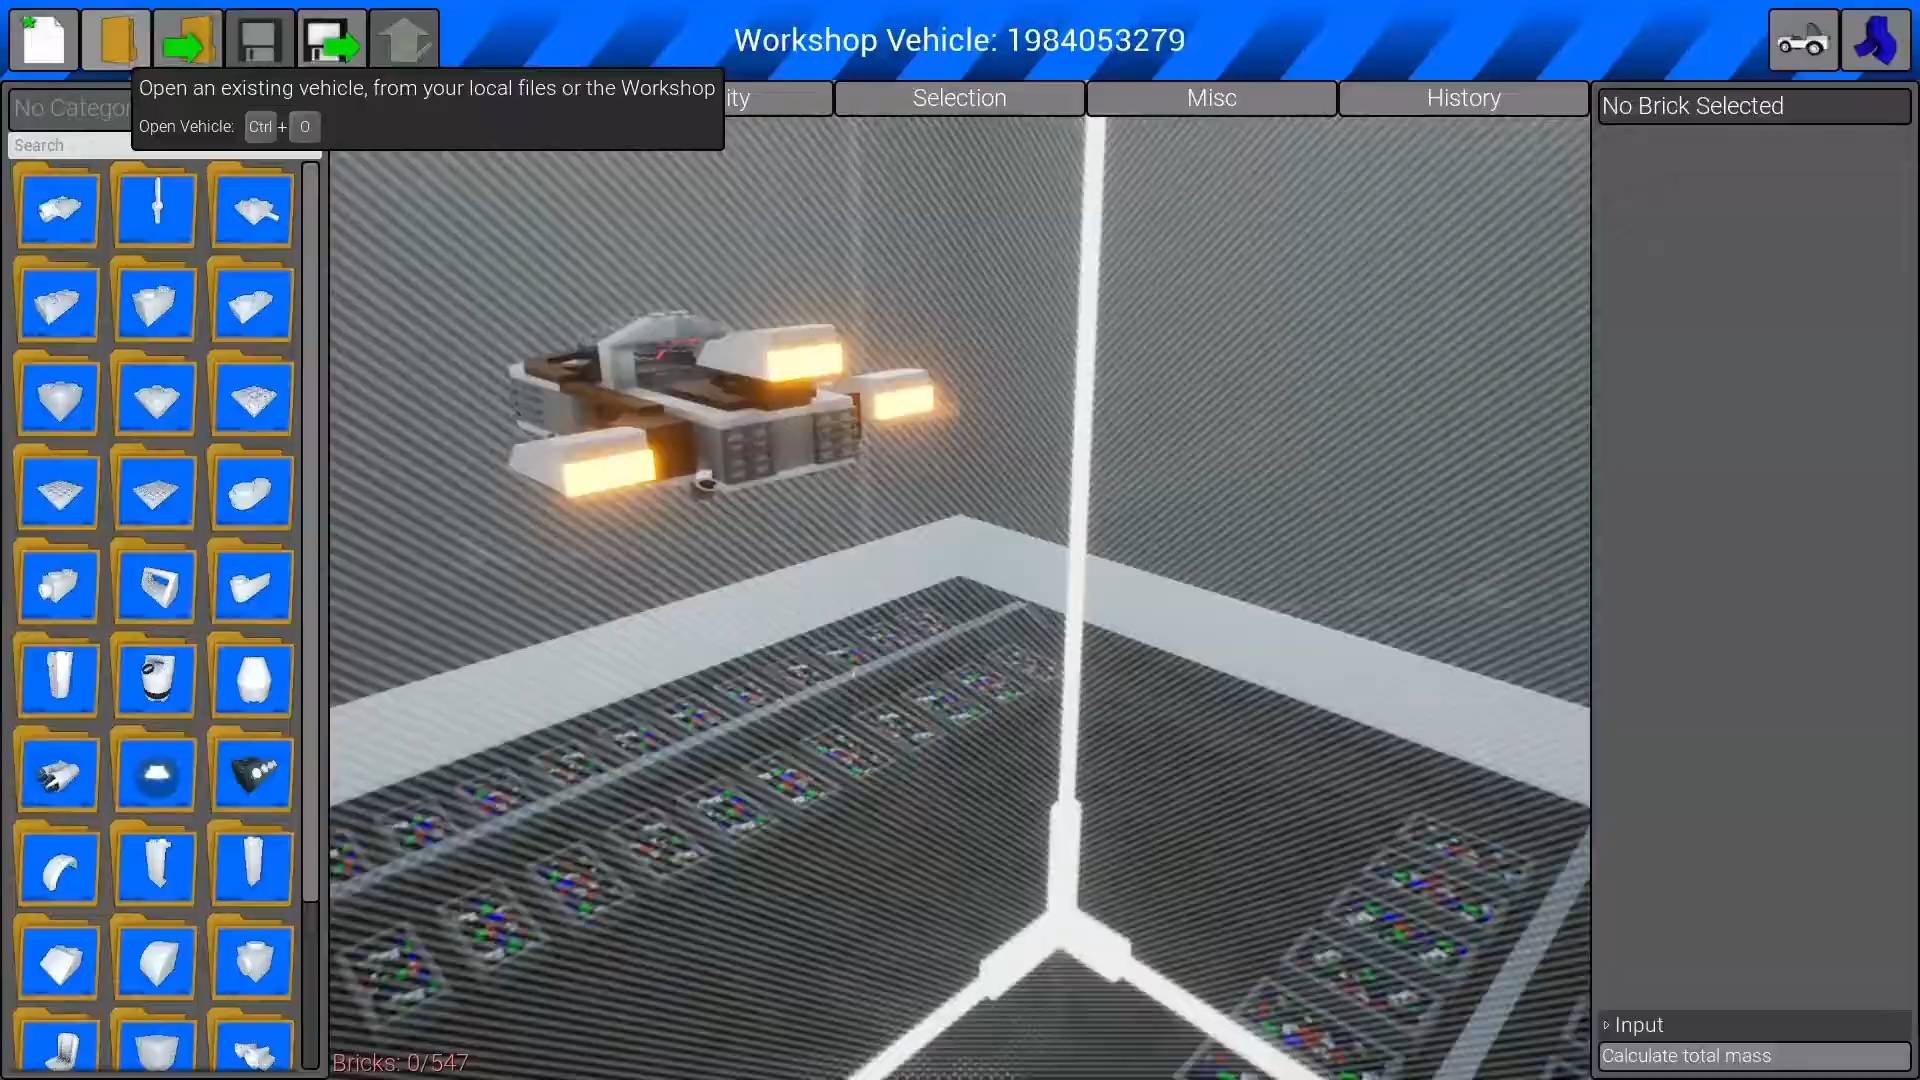 Workshop Vehicle: 1984053279
Open an existing vehicle, from your local files or the Workshop
Open Vehicle: Ctrl + O
No Categor
ity
Selection
Misc
History
No Brick Selected
Search
Input
Calculate total mass
Bricks: 0/547